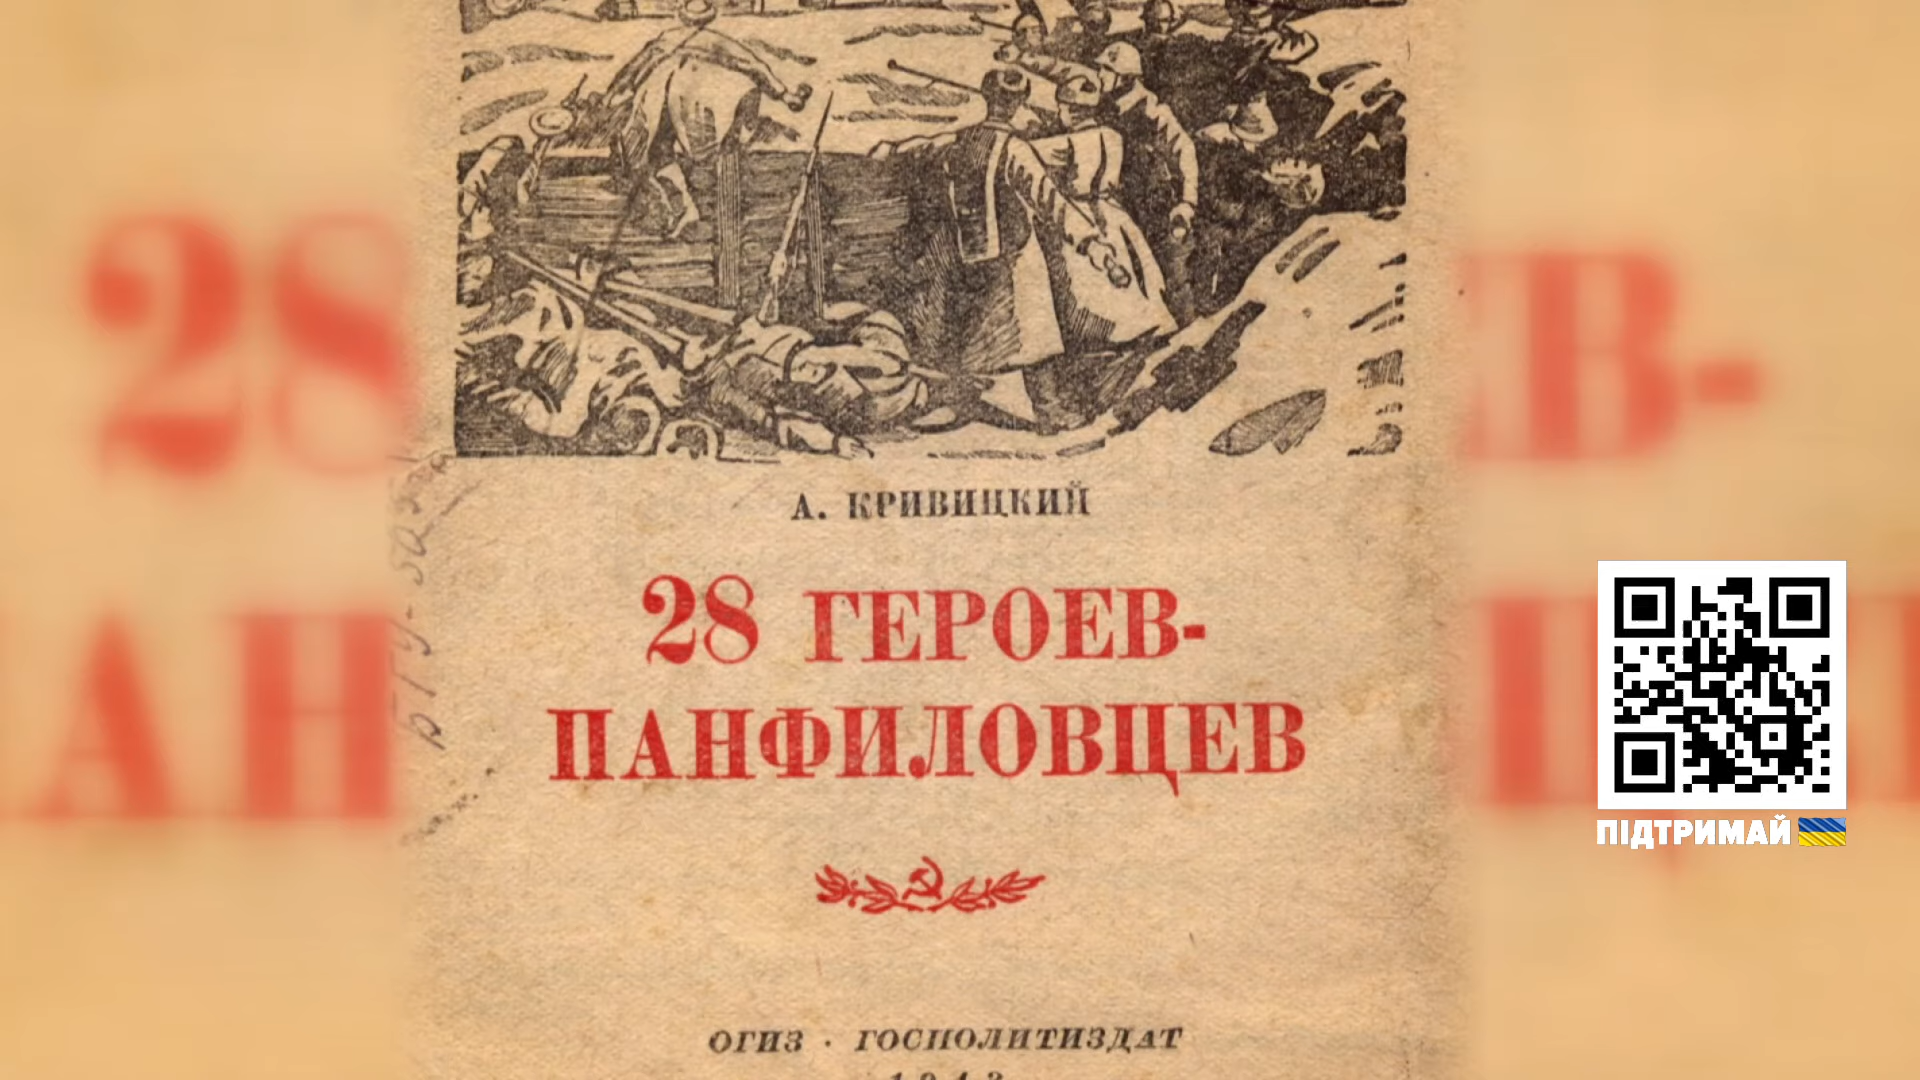 А. КРИВИЦКИЙ
28 ГЕРОЕВ-
ПАНФИЛОВЦЕВ
ОГИЗ · ГОСПОЛИТИЗДАТ
ПІДТРИМАЙ